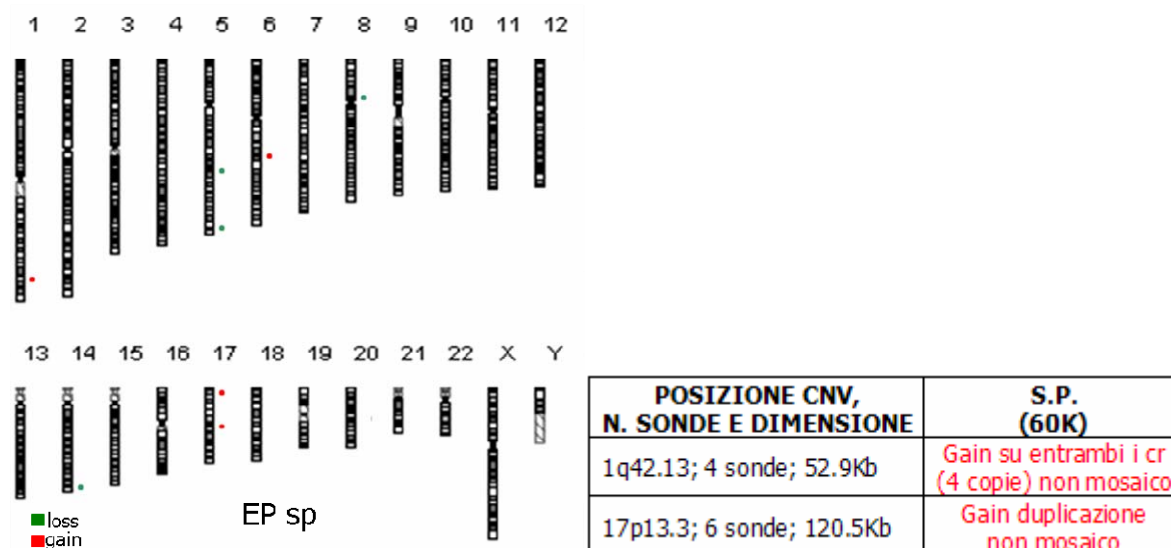 1 2 3 4 5 6 7 8 9 10 11 12
13 14 15 16 17 18 19 20 21 22 X Y
loss
gain
EP sp
POSIZIONE CNV,
N. SONDE E DIMENSIONE
S.P.
(60K)
1q42.13; 4 sonde; 52.9Kb
Gain su entrambi i cr
(4 copie) non mosaico
17p13.3; 6 sonde; 120.5Kb
Gain duplicazione
non mosaico